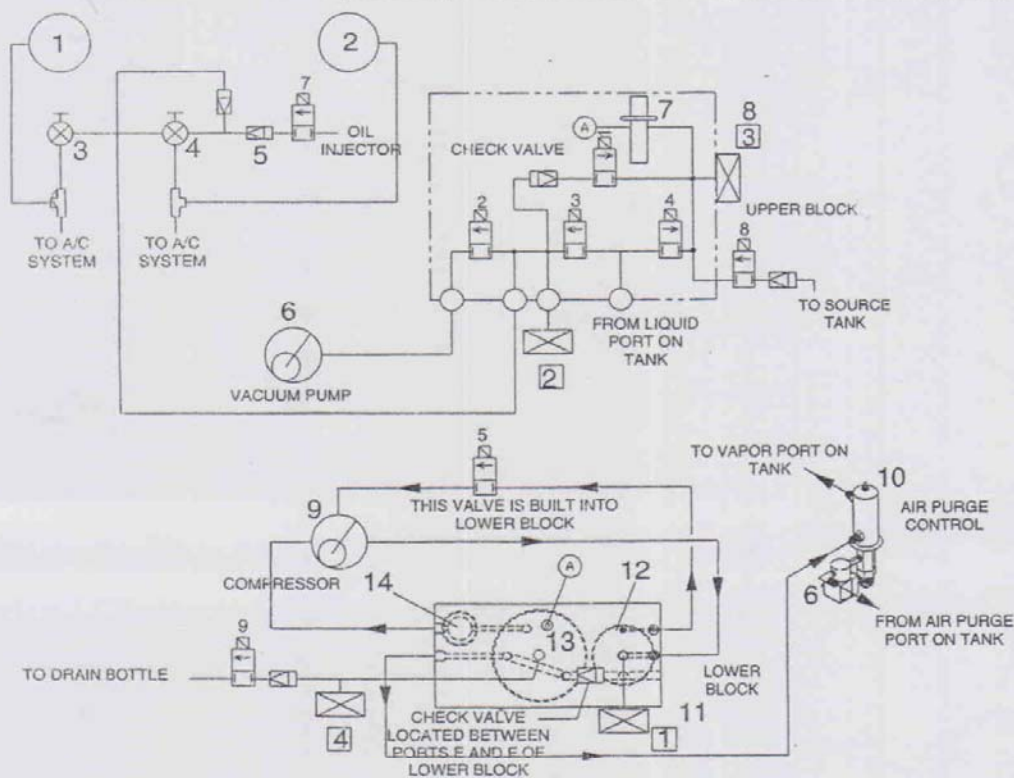 1
2
7
3
4
5
OIL
INJECTOR
TO A/C
SYSTEM
TO A/C
SYSTEM
7
A
1
8
3
CHECK VALVE
UPPER BLOCK
2
3
4
8
TO SOURCE
TANK
6
VACUUM PUMP
FROM LIQUID
PORT ON
TANK
2
5
THIS VALVE IS BUILT INTO
LOWER BLOCK
9
COMPRESSOR
TO VAPOR PORT ON
TANK
10
AIR PURGE
CONTROL
6
FROM AIR PURGE
PORT ON TANK
14
A
12
13
9
TO DRAIN BOTTLE
LOWER
BLOCK
11
4
CHECK VALVE
LOCATED BETWEEN
PORTS E AND F OF
LOWER BLOCK
1